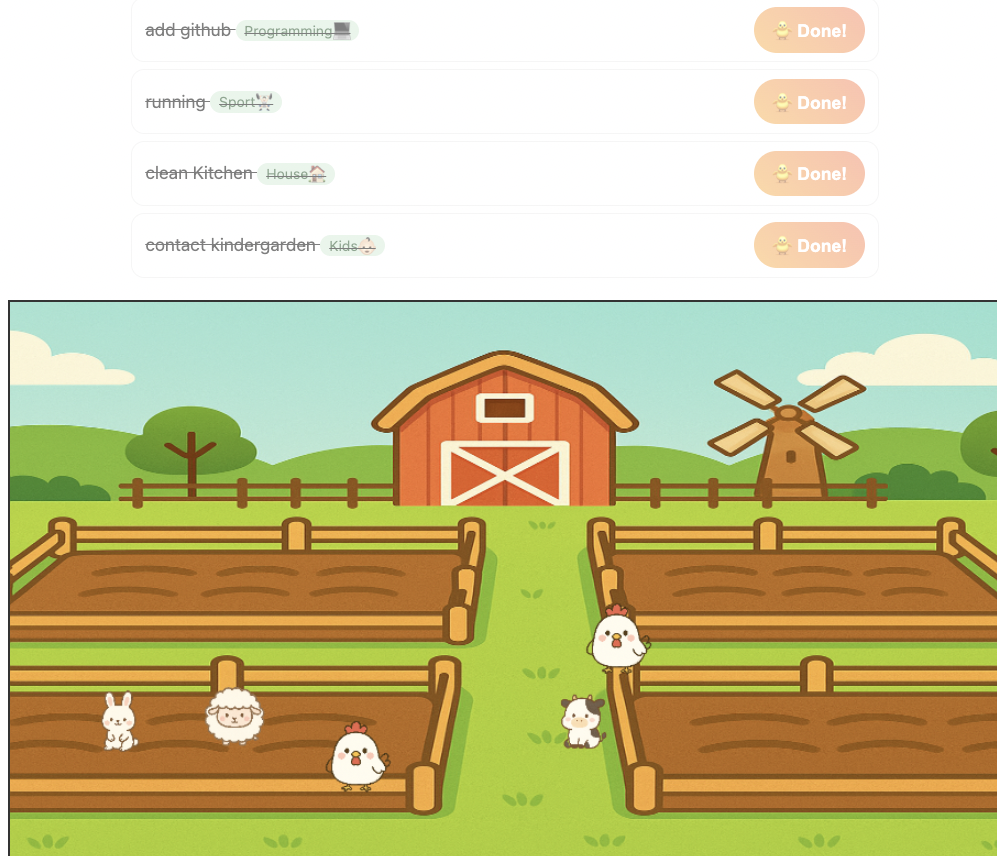 add github Programming💻 🐥 Done!
running Sport🏋 🐥 Done!
clean Kitchen House🏠 🐥 Done!
contact kindergarden Kids👶 🐥 Done!